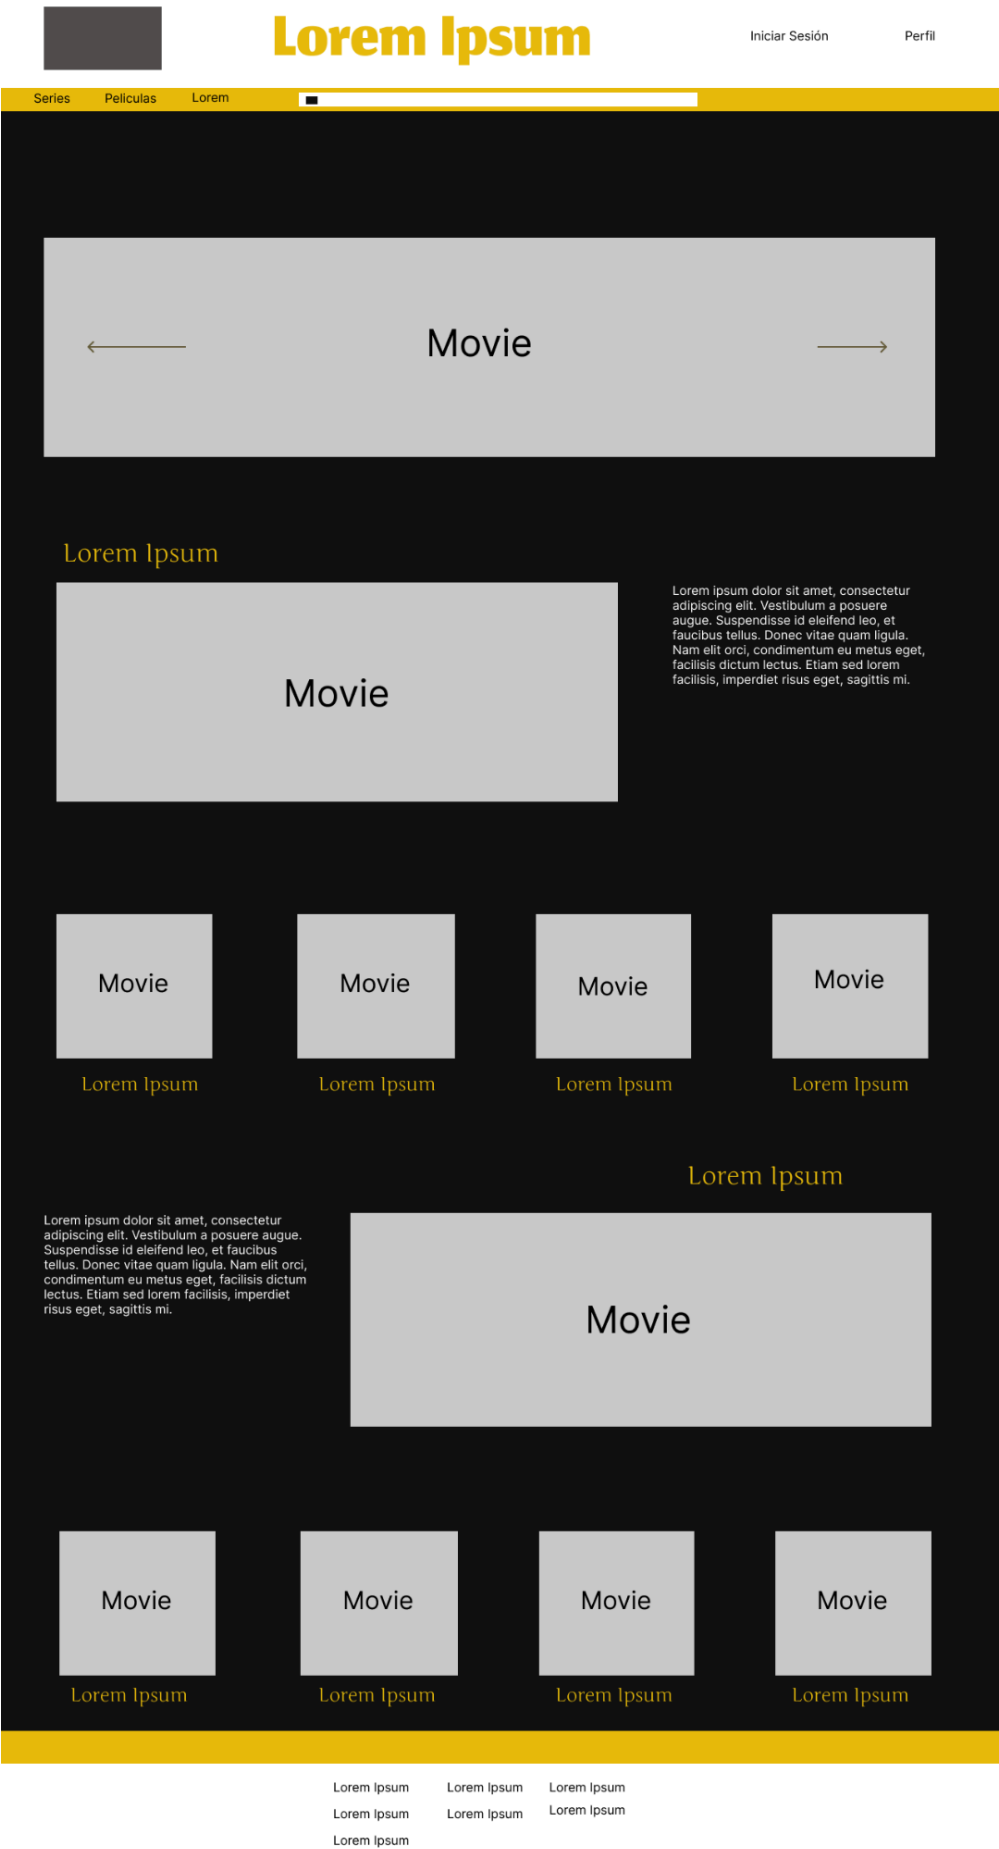 Lorem Ipsum
Iniciar Sesión
Perfil
Series
Peliculas
Lorem
Movie
Lorem Ipsum
Movie
Lorem ipsum dolor sit amet, consectetur
adipiscing elit. Vestibulum a posuere
augue. Suspendisse id eleifend leo, et
faucibus tellus. Donec vitae quam ligula.
Nam elit orci, condimentum eu metus eget,
facilisis dictum lectus. Etiam sed lorem
facilisis, imperdiet risus eget, sagittis mi.
Movie
Movie
Movie
Movie
Lorem Ipsum
Lorem Ipsum
Lorem Ipsum
Lorem Ipsum
Lorem Ipsum
Lorem ipsum dolor sit amet, consectetur
adipiscing elit. Vestibulum a posuere augue.
Suspendisse id eleifend leo, et faucibus
tellus. Donec vitae quam ligula. Nam elit orci,
condimentum eu metus eget, facilisis dictum
lectus. Etiam sed lorem facilisis, imperdiet
risus eget, sagittis mi.
Movie
Movie
Movie
Movie
Movie
Lorem Ipsum
Lorem Ipsum
Lorem Ipsum
Lorem Ipsum
Lorem Ipsum
Lorem Ipsum
Lorem Ipsum
Lorem Ipsum
Lorem Ipsum
Lorem Ipsum
Lorem Ipsum